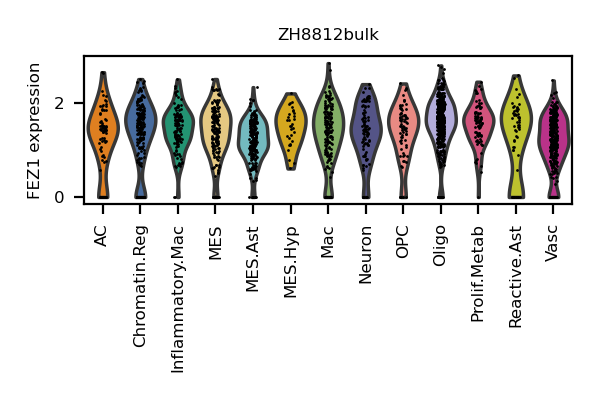 ZH8812bulk
FEZ1 expression
2
0
AC
Chromatin.Reg
Inflammatory.Mac
MES
MES.Ast
MES.Hyp
Mac
Neuron
OPC
Oligo
Prolif.Metab
Reactive.Ast
Vasc